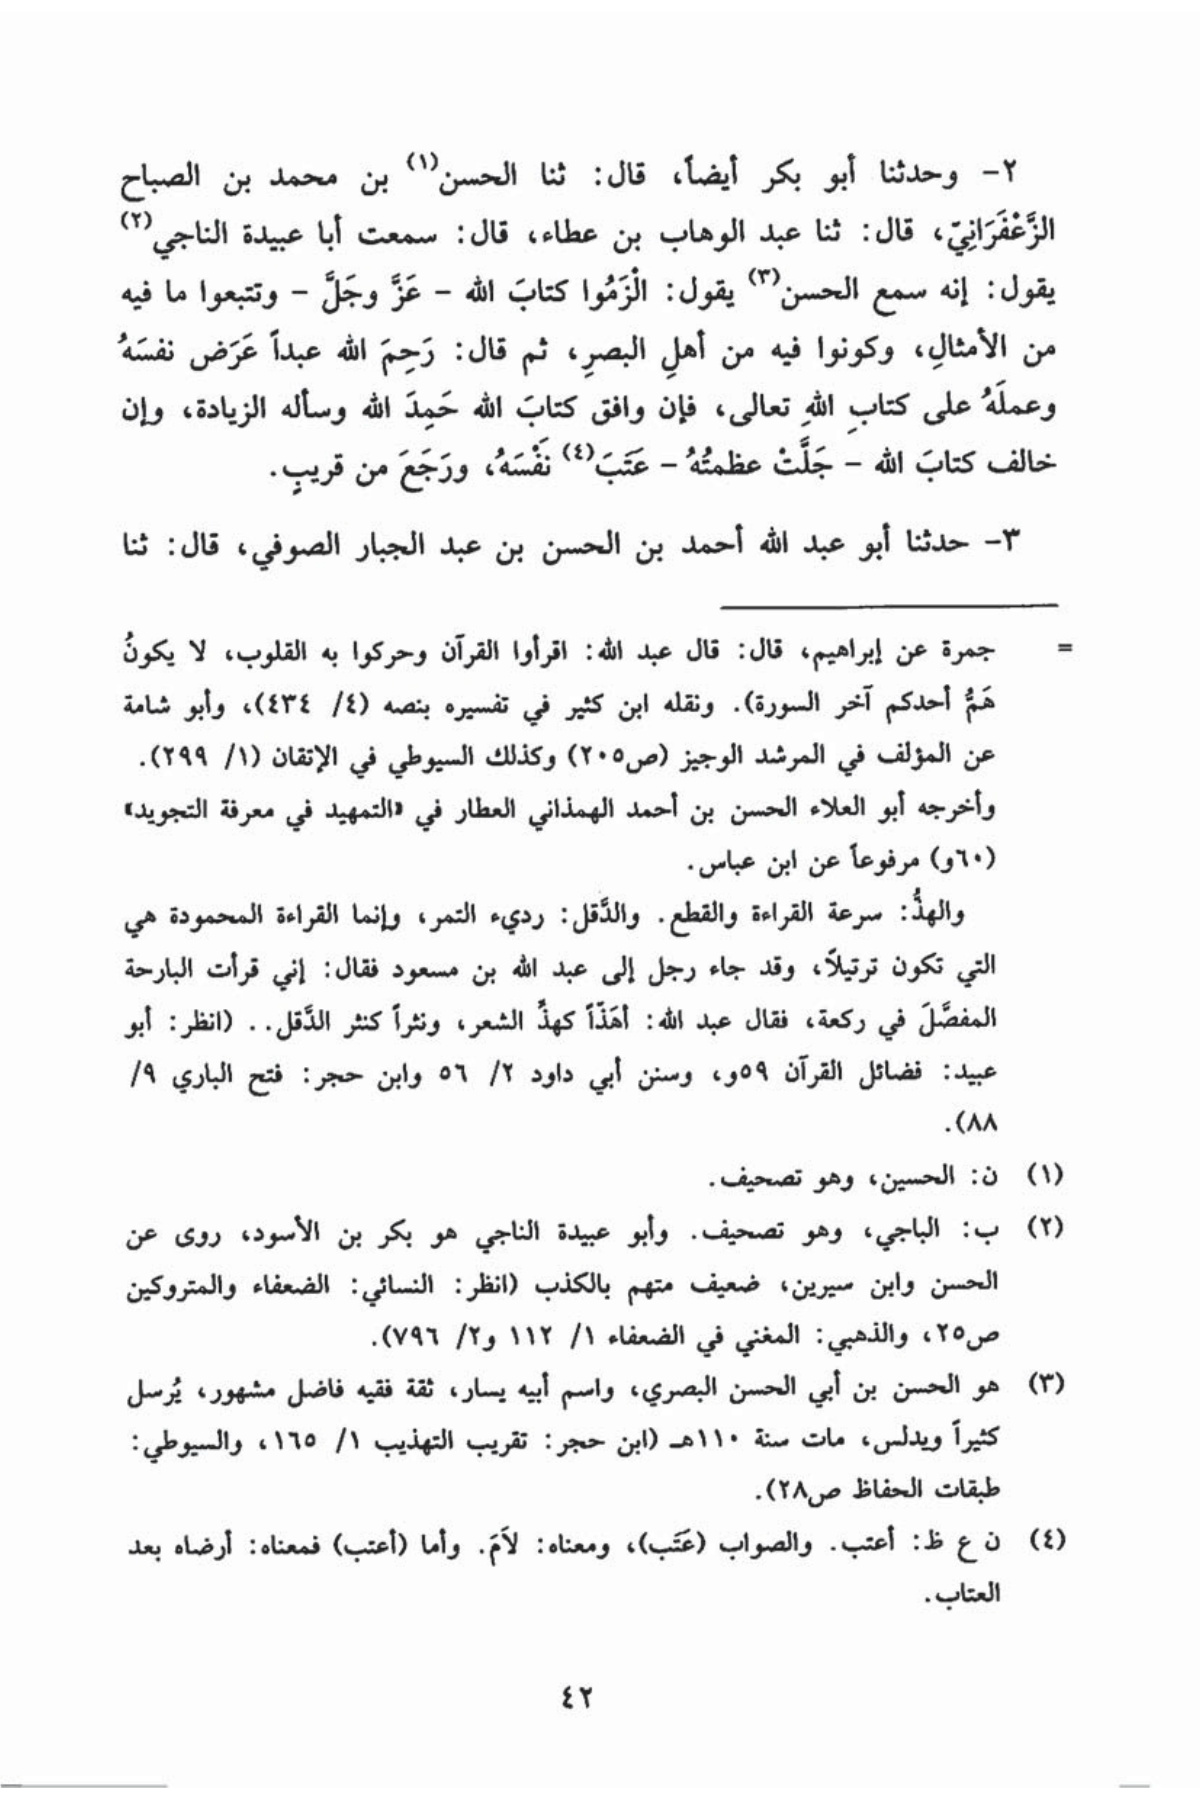 ٢- وحدثنا أبو بكر أيضاً، قال: ثنا الحسن(١) بن محمد بن الصباح
الزَّعْفَرَانِيّ، قال: ثنا عبد الوهاب بن عطاء، قال: سمعت أبا عبيدة الناجي(٢)
يقول: إنه سمع الحسن(٣) يقول: الْزَمُوا كتابَ الله – عَزَّ وجَلَّ – وتتبعوا ما فيه
من الأمثالِ، وكونوا فيه من أهلِ البصرِ، ثم قال: رَحِمَ الله عبداً عَرَض نفسَهُ
وعملَهُ على كتابِ اللهِ تعالى، فإن وافق كتابَ الله حَمِدَ الله وسأله الزيادة، وإن
خالف كتابَ الله – جَلَّتْ عظمتُهُ – عَتَبَ(٤) نَفْسَهُ، ورَجَعَ من قريبٍ.
٣- حدثنا أبو عبد الله أحمد بن الحسن بن عبد الجبار الصوفي، قال: ثنا
= جمرة عن إبراهيم، قال: قال عبد الله: اقرأوا القرآن وحركوا به القلوب، لا يكونُ
هَمُّ أحدكم آخر السورة). ونقله ابن كثير في تفسيره بنصه (٤/ ٤٣٤)، وأبو شامة
عن المؤلف في المرشد الوجيز (ص٢٠٥) وكذلك السيوطي في الإتقان (١/ ٢٩٩).
وأخرجه أبو العلاء الحسن بن أحمد الهمذاني العطار في «التمهيد في معرفة التجويد»
(٦٠و) مرفوعاً عن ابن عباس.
والهذُّ: سرعة القراءة والقطع. والدَّقل: رديء التمر، وإنما القراءة المحمودة هي
التي تكون ترتيلاً، وقد جاء رجل إلى عبد الله بن مسعود فقال: إني قرأت البارحة
المفصَّلَ في ركعة، فقال عبد الله: أهَذّاً كهذِّ الشعر، ونثراً كنثر الدَّقل.. (انظر: أبو
عبيد: فضائل القرآن ٥٩و، وسنن أبي داود ٢/ ٥٦ وابن حجر: فتح الباري ٩/
٨٨).
(١) ن: الحسين، وهو تصحيف.
(٢) ب: الباجي، وهو تصحيف. وأبو عبيدة الناجي هو بكر بن الأسود، روى عن
الحسن وابن سيرين، ضعيف متهم بالكذب (انظر: النسائي: الضعفاء والمتروكين
ص٢٥، والذهبي: المغني في الضعفاء ١/ ١١٢ و٢/ ٧٩٦).
(٣) هو الحسن بن أبي الحسن البصري، واسم أبيه يسار، ثقة فقيه فاضل مشهور، يُرسل
كثيراً ويدلس، مات سنة ١١٠هـ (ابن حجر: تقريب التهذيب ١/ ١٦٥، والسيوطي:
طبقات الحفاظ ص٢٨).
(٤) ن ع ظ: أعتب. والصواب (عَتَب)، ومعناه: لاَمَ. وأما (أعتب) فمعناه: أرضاه بعد
العتاب.
٤٢